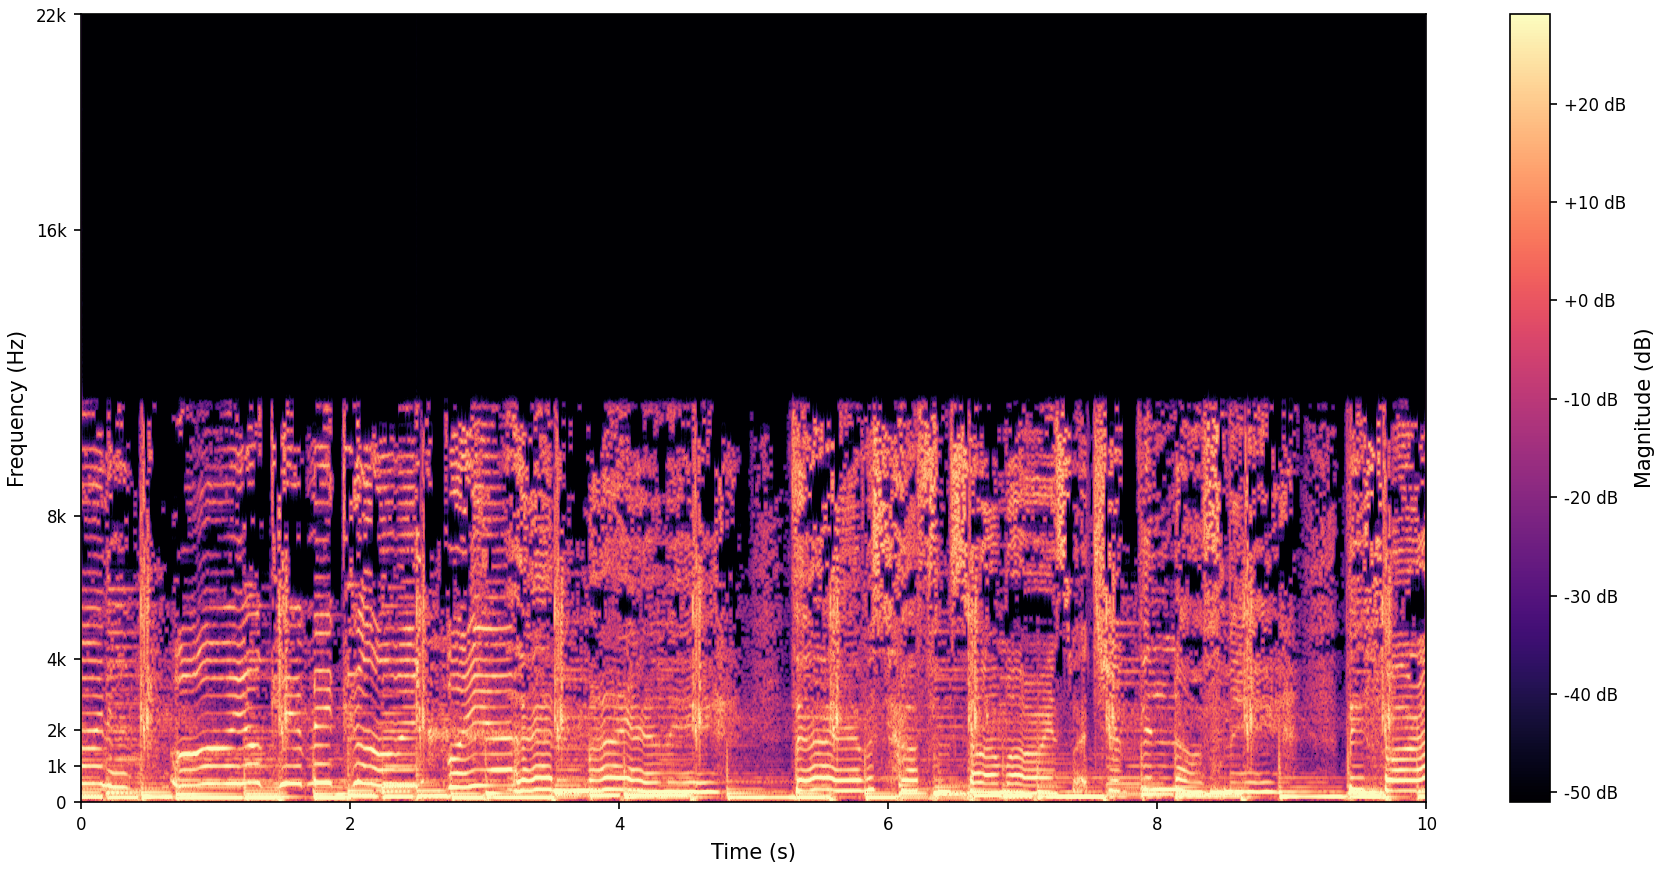 22k
16k
8k
4k
2k
1k
0
Frequency (Hz)
0
2
4
6
8
10
Time (s)
+20 dB
+10 dB
+0 dB
-10 dB
-20 dB
-30 dB
-40 dB
-50 dB
Magnitude (dB)